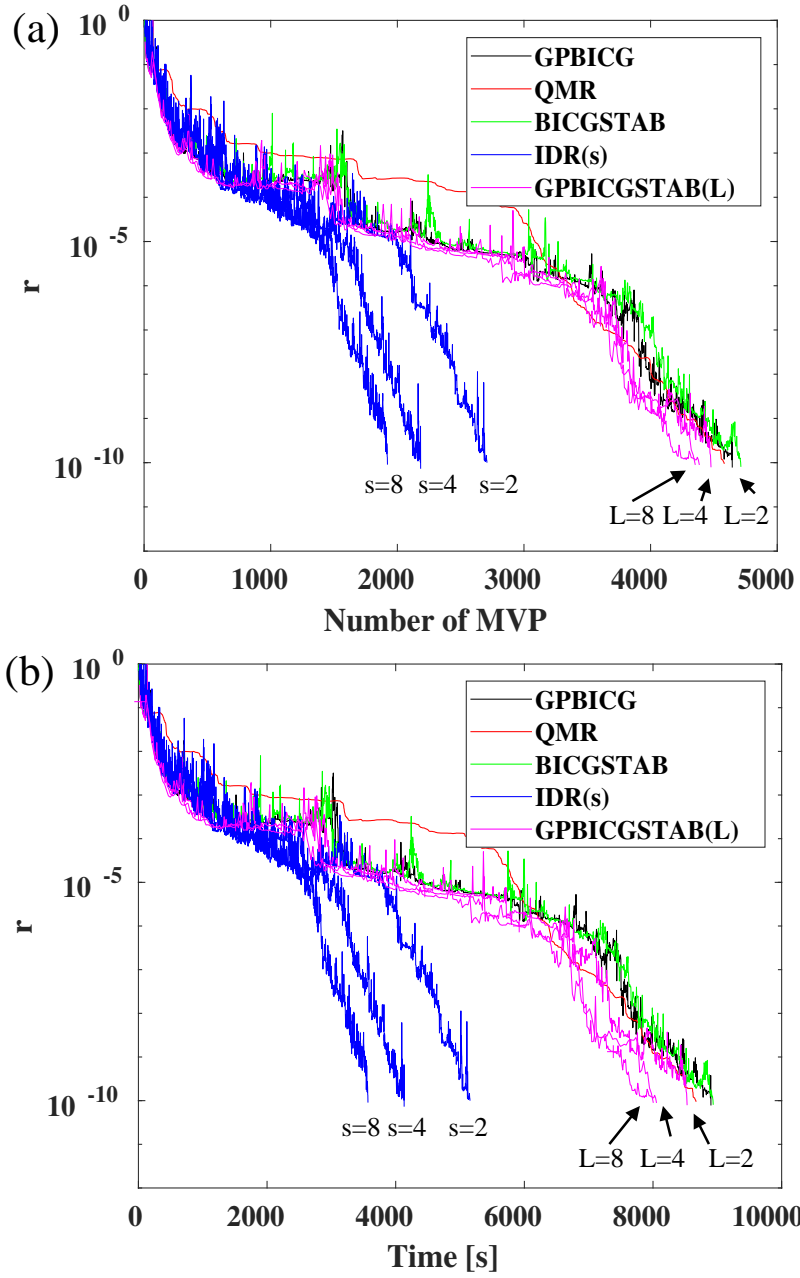 (a)
10 0
10 -5
10 -10
r
GPBICG
QMR
BICGSTAB
IDR(s)
GPBICGSTAB(L)
s=8 s=4 s=2
L=8 L=4 L=2
0 1000 2000 3000 4000 5000
Number of MVP
(b)
10 0
10 -5
10 -10
r
GPBICG
QMR
BICGSTAB
IDR(s)
GPBICGSTAB(L)
s=8 s=4 s=2
L=8 L=4 L=2
0 2000 4000 6000 8000 10000
Time [s]